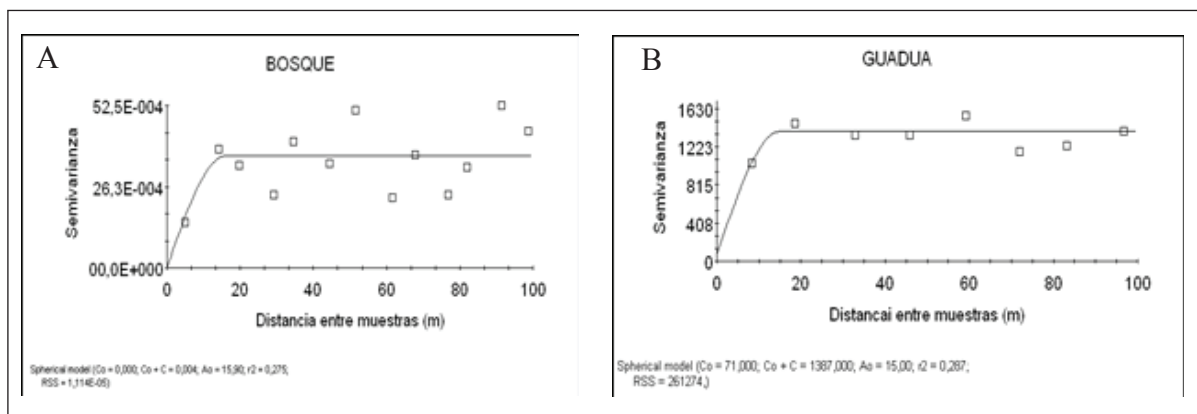 A
BOSQUE
52,5E-004
26,3E-004
00,0E+000
Semivarianza
0 20 40 60 80 100
Distancia entre muestras (m)
Spherical model (Co = 0,000; Co + C = 0,004; Ao = 15,90; r2 = 0,275;
RSS = 1,114E-05)
B
GUADUA
1630
1223
815
408
0
Semivarianza
0 20 40 60 80 100
Distancai entre muestras (m)
Spherical model (Co = 71,000; Co + C = 1387,000; Ao = 15,00; r2 = 0,287;
RSS = 261274,)